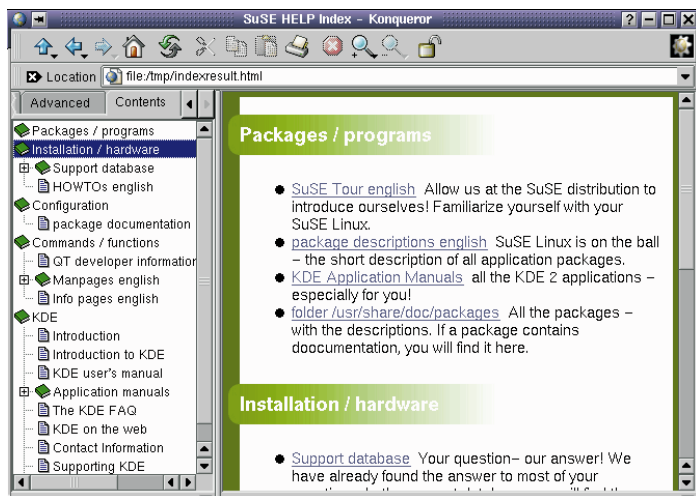 SuSE HELP Index – Konqueror
Location file:/tmp/indexresult.html
Advanced Contents
Packages / programs
Installation / hardware
Support database
HOWTOs english
Configuration
package documentation
Commands / functions
QT developer information
Manpages english
Info pages english
KDE
Introduction
Introduction to KDE
KDE user's manual
Application manuals
The KDE FAQ
KDE on the web
Contact Information
Supporting KDE
Packages / programs
SuSE Tour english Allow us at the SuSE distribution to
introduce ourselves! Familiarize yourself with your
SuSE Linux.
package descriptions english SuSE Linux is on the ball
– the short description of all application packages.
KDE Application Manuals all the KDE 2 applications –
especially for you!
folder /usr/share/doc/packages All the packages –
with the descriptions. If a package contains
doocumentation, you will find it here.
Installation / hardware
Support database Your question– our answer! We
have already found the answer to most of your